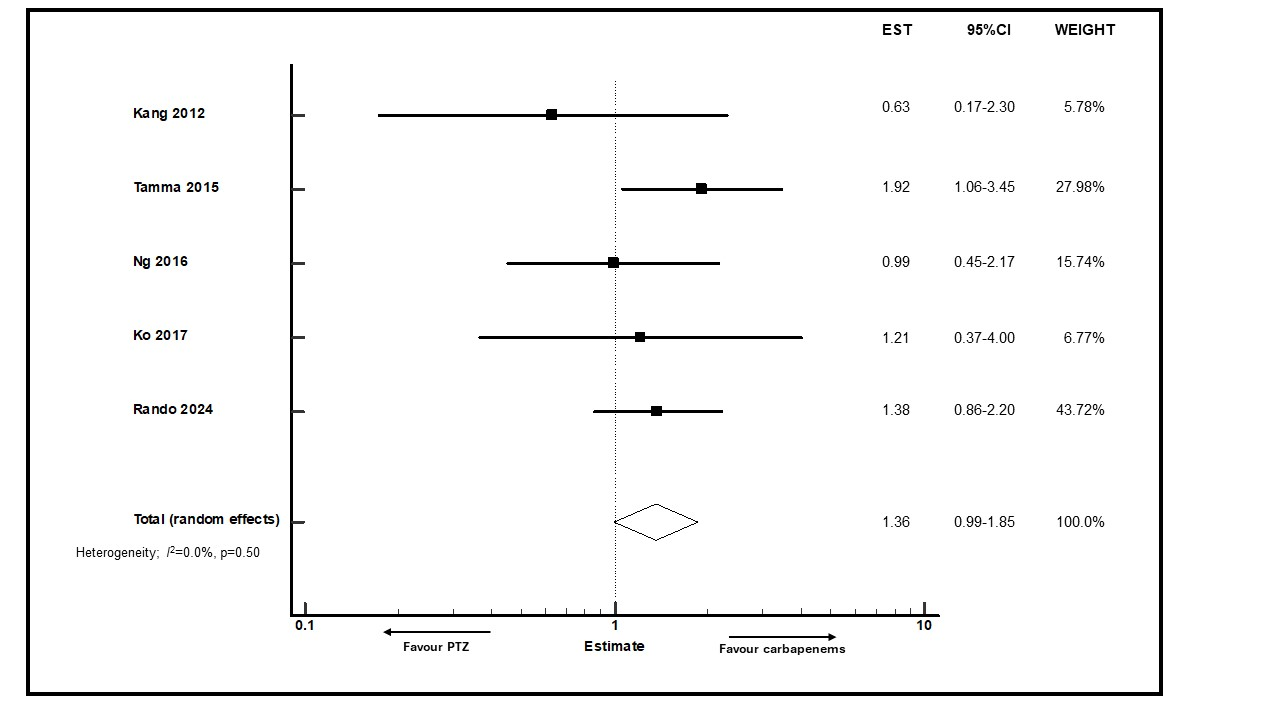 EST 95%CI WEIGHT
Kang 2012 0.63 0.17-2.30 5.78%
Tamma 2015 1.92 1.06-3.45 27.98%
Ng 2016 0.99 0.45-2.17 15.74%
Ko 2017 1.21 0.37-4.00 6.77%
Rando 2024 1.38 0.86-2.20 43.72%
Total (random effects) 1.36 0.99-1.85 100.0%
Heterogeneity; I²=0.0%, p=0.50
0.1 1 10
Favour PTZ Estimate Favour carbapenems